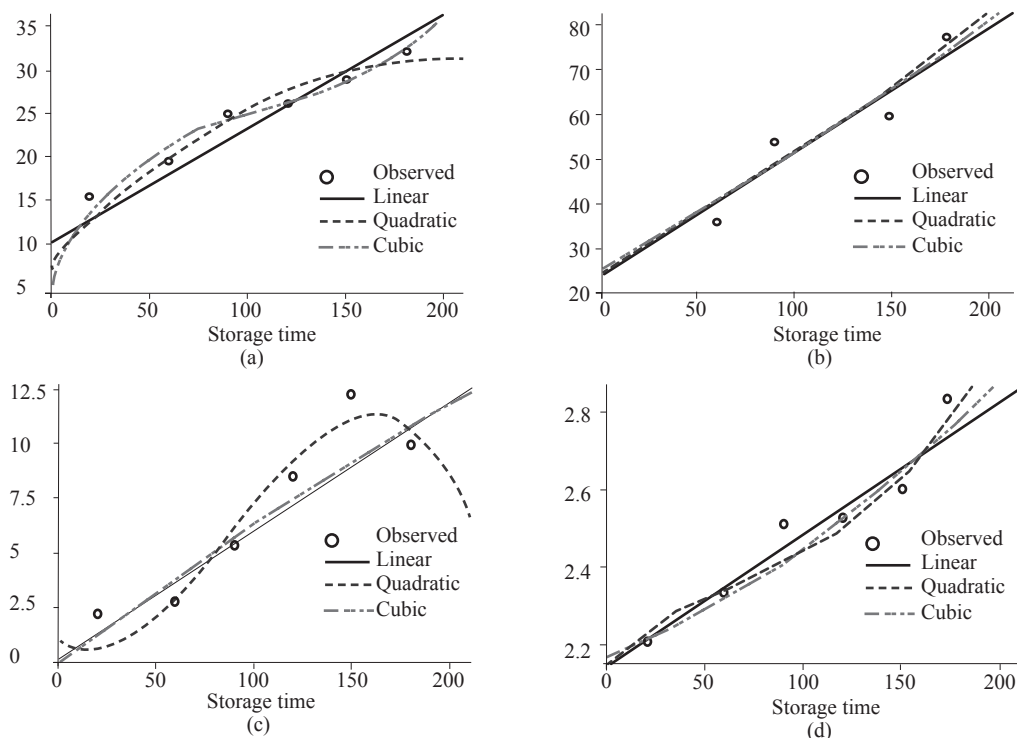 35
30
25
20
15
10
5
0
50
100
150
200
Observed
Linear
Quadratic
Cubic
Storage time
(a)
80
70
60
50
40
30
20
0
50
100
150
200
Observed
Linear
Quadratic
Cubic
Storage time
(b)
12.5
10
7.5
5
2.5
0
0
50
100
150
200
Observed
Linear
Quadratic
Cubic
Storage time
(c)
2.8
2.6
2.4
2.2
0
50
100
150
200
Observed
Linear
Quadratic
Cubic
Storage time
(d)